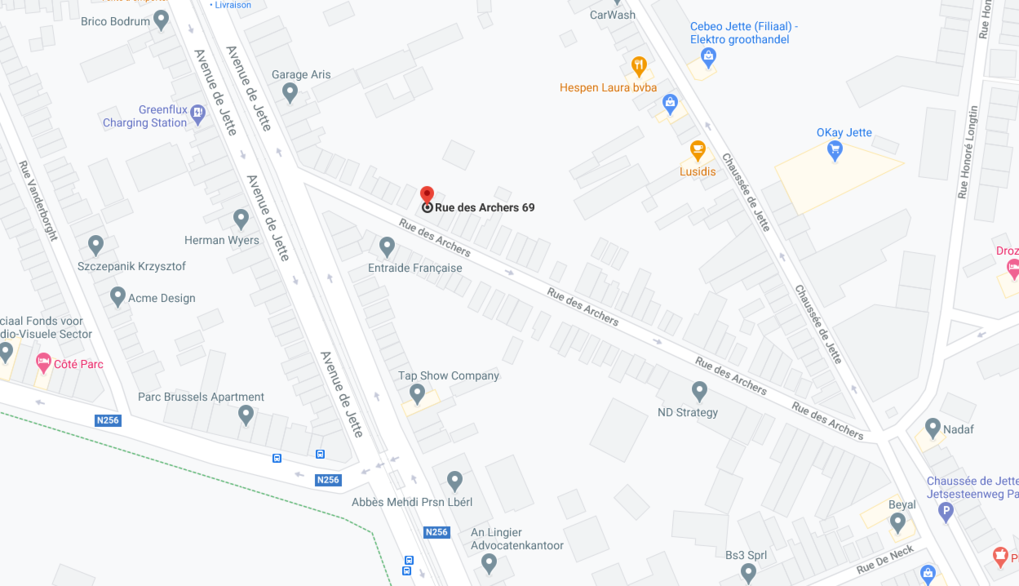 • Livraison
Brico Bodrum
CarWash
Cebeo Jette (Filiaal) -
Elektro groothandel
Rue Hon
Avenue de Jette
Avenue de Jette
Garage Aris
Hespen Laura bvba
Greenflux
Charging Station
OKay Jette
Lusidis
Chaussée de Jette
Rue Honoré Longtin
Rue Vanderborght
Avenue de Jette
Rue des Archers 69
Rue des Archers
Herman Wyers
Entraide Française
Szczepanik Krzysztof
Droz
Acme Design
Rue des Archers
Chaussée de Jette
ciaal Fonds voor
dio-Visuele Sector
Côté Parc
Avenue de Jette
Tap Show Company
Rue des Archers
Parc Brussels Apartment
ND Strategy
Rue des Archers
N256
Nadaf
N256
Abbès Mehdi Prsn Lbérl
Chaussée de Jette
Jetsesteenweg Pa
Beyal
P
N256
An Lingier
Advocatenkantoor
Bs3 Sprl
Rue De Neck
P